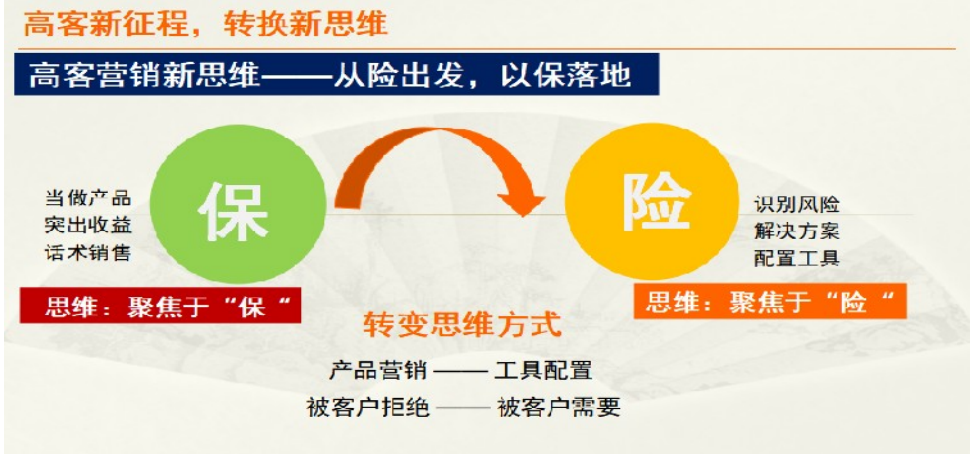 高客新征程，转换新思维
高客营销新思维——从险出发，以保落地
当做产品
突出收益
话术销售
保
险
识别风险
解决方案
配置工具
思维：聚焦于“保“
思维：聚焦于“险“
转变思维方式
产品营销 —— 工具配置
被客户拒绝 —— 被客户需要